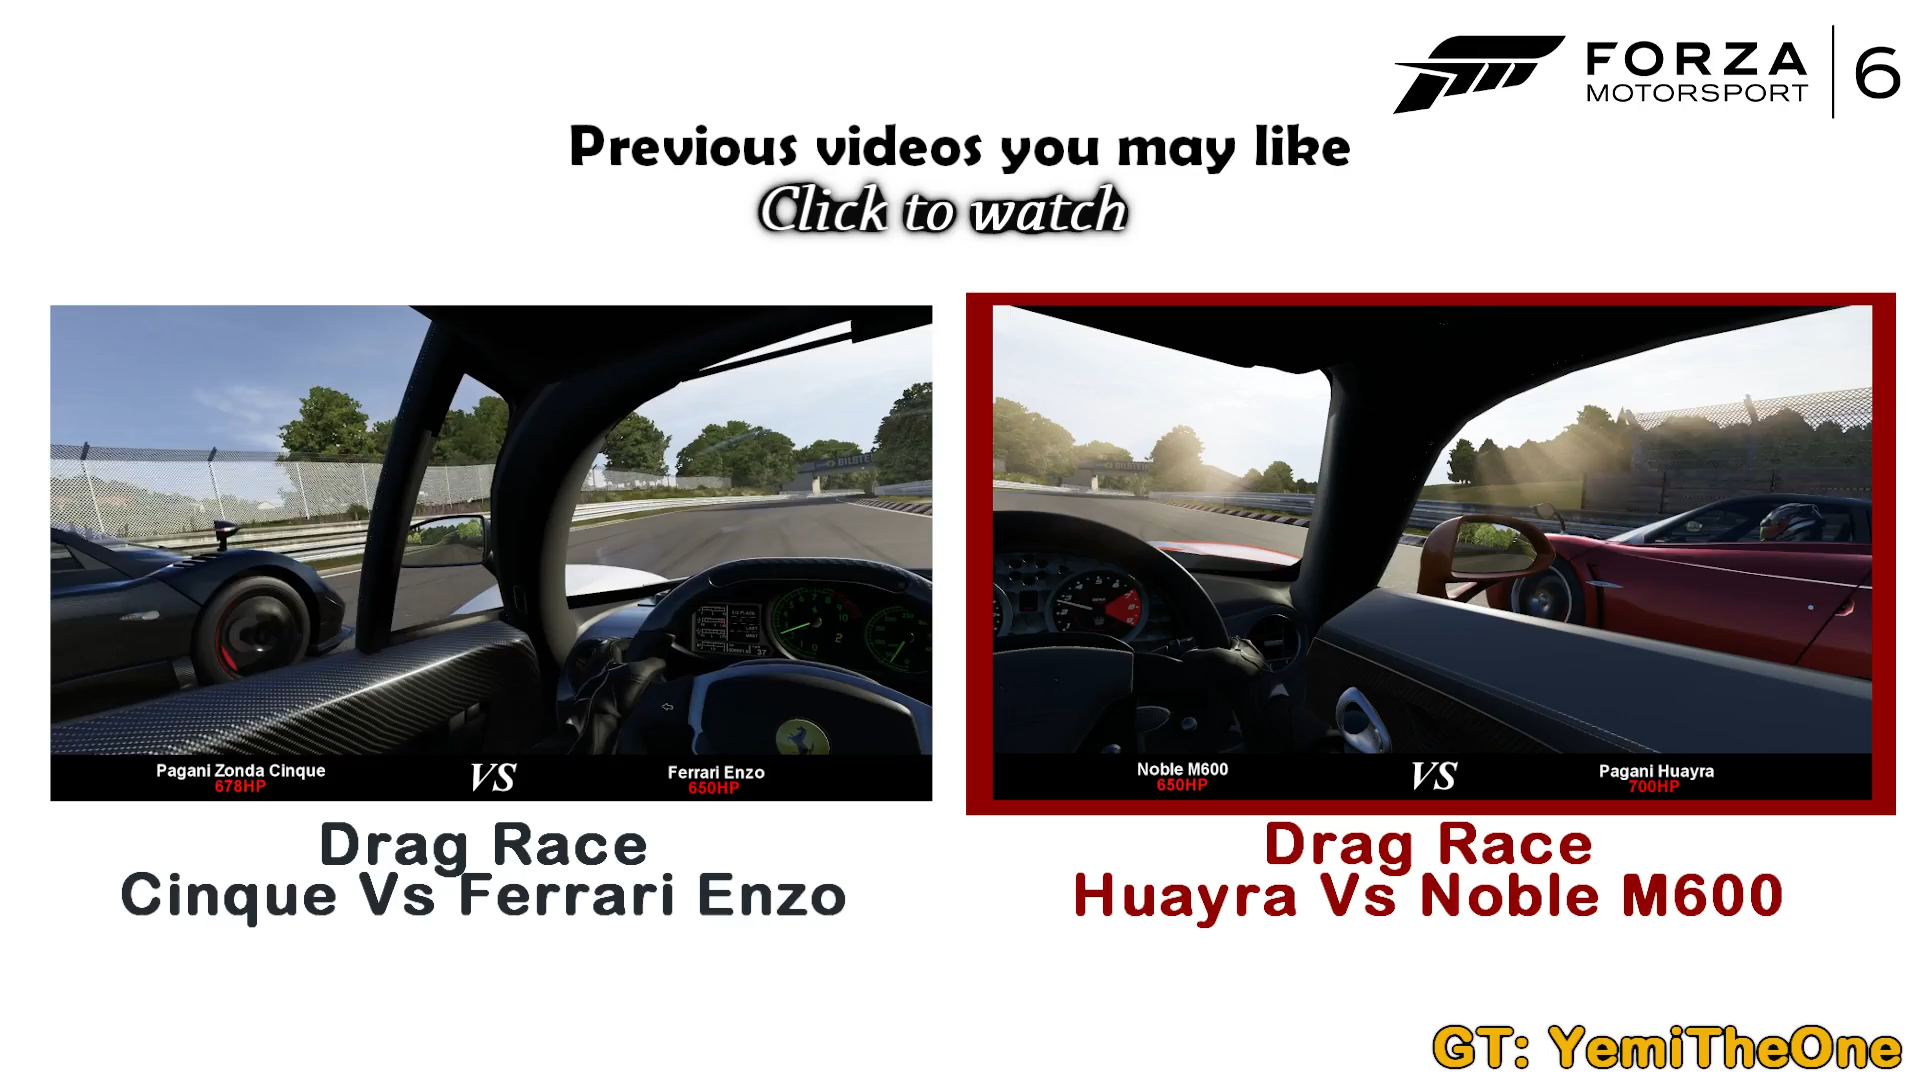 FORZA
MOTORSPORT
6
Previous videos you may like
Click to watch
BILSTEIN
Pagani Zonda Cinque
678HP
VS
Ferrari Enzo
650HP
Noble M600
650HP
VS
Pagani Huayra
700HP
Drag Race
Cinque Vs Ferrari Enzo
Drag Race
Huayra Vs Noble M600
GT: YemiTheOne